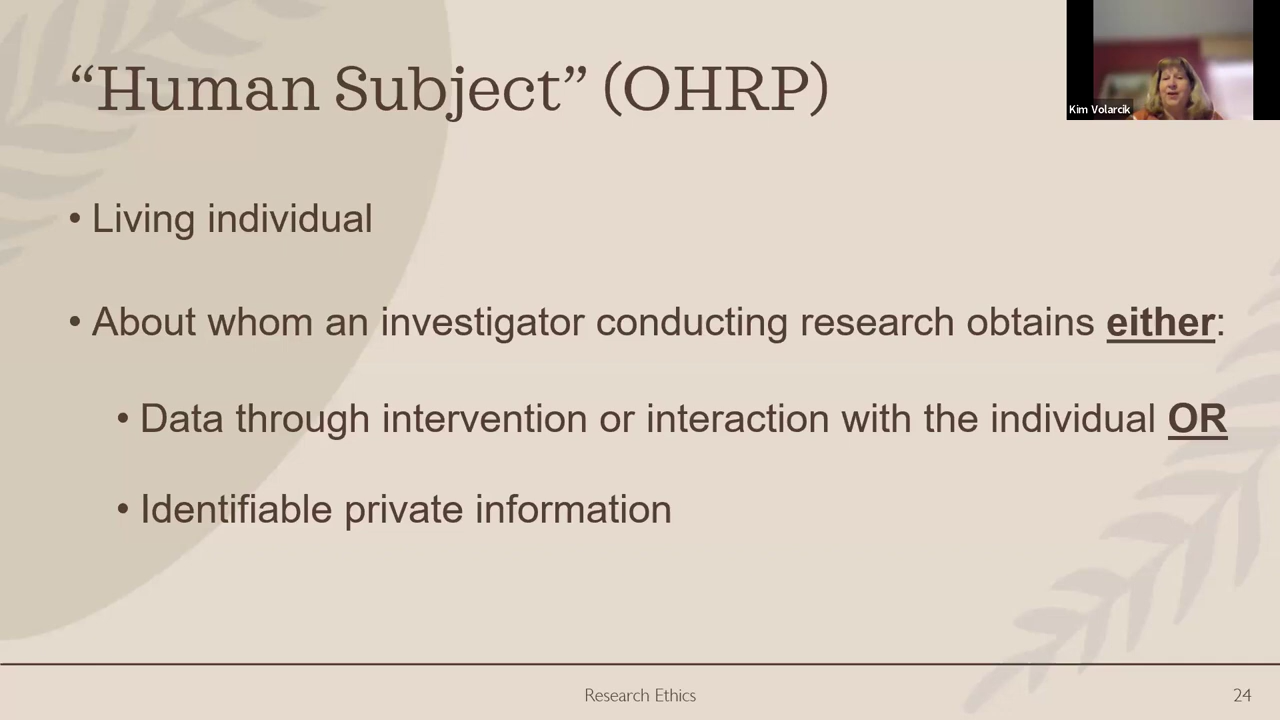 “Human Subject” (OHRP)
Kim Volarcik
• Living individual
• About whom an investigator conducting research obtains either:
• Data through intervention or interaction with the individual OR
• Identifiable private information
Research Ethics
24